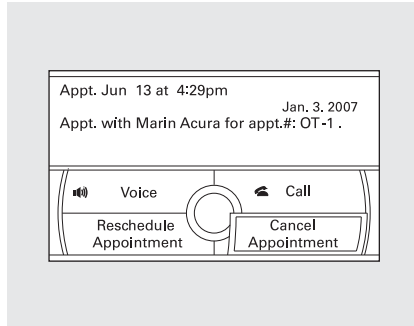 Appt. Jun 13 at 4:29pm
Jan. 3. 2007
Appt. with Marin Acura for appt.#: OT-1 .
Voice
Call
Reschedule
Appointment
Cancel
Appointment